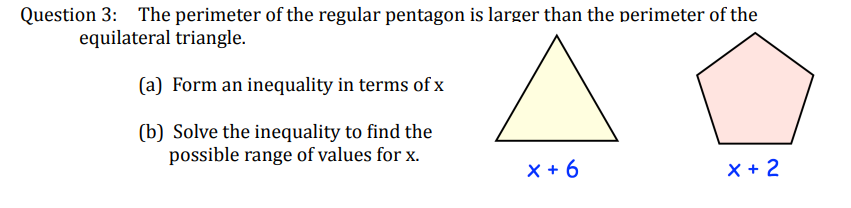 Question 3: The perimeter of the regular pentagon is larger than the perimeter of the
equilateral triangle.
(a) Form an inequality in terms of x
(b) Solve the inequality to find the
possible range of values for x.
x + 6
x + 2